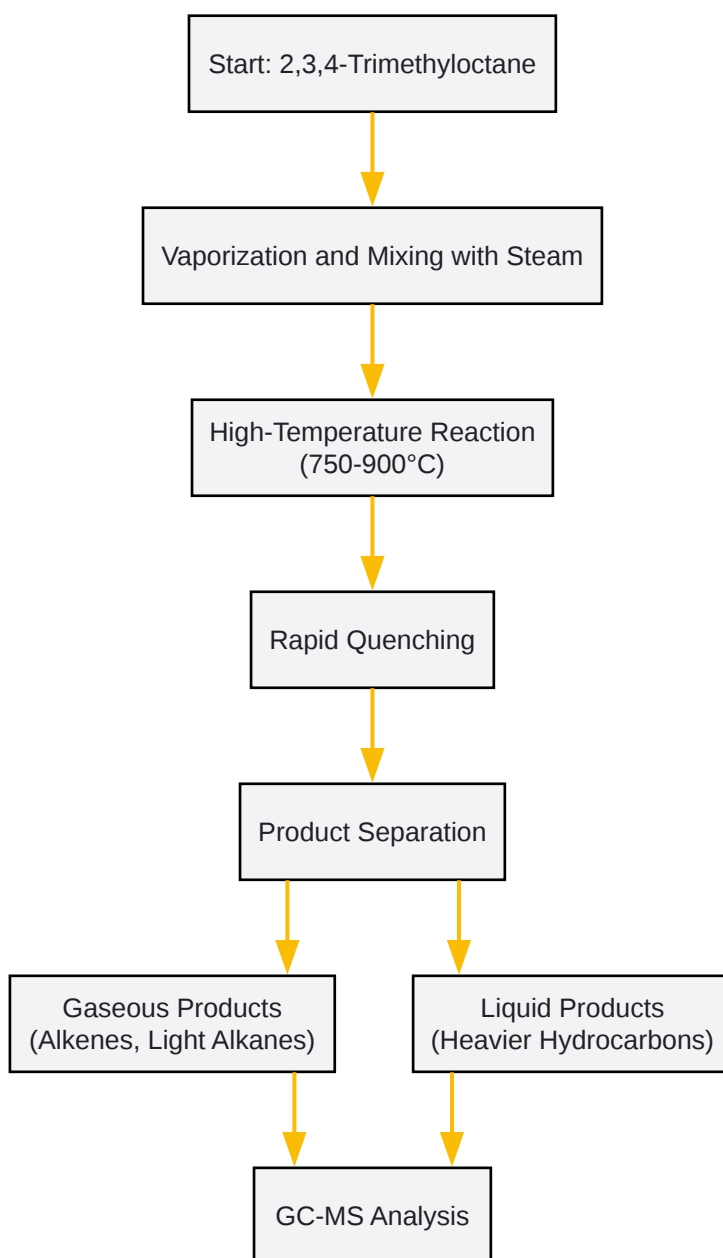 Start: 2,3,4-Trimethyloctane
Vaporization and Mixing with Steam
High-Temperature Reaction
(750-900°C)
Rapid Quenching
Product Separation
Gaseous Products
(Alkenes, Light Alkanes)
Liquid Products
(Heavier Hydrocarbons)
GC-MS Analysis